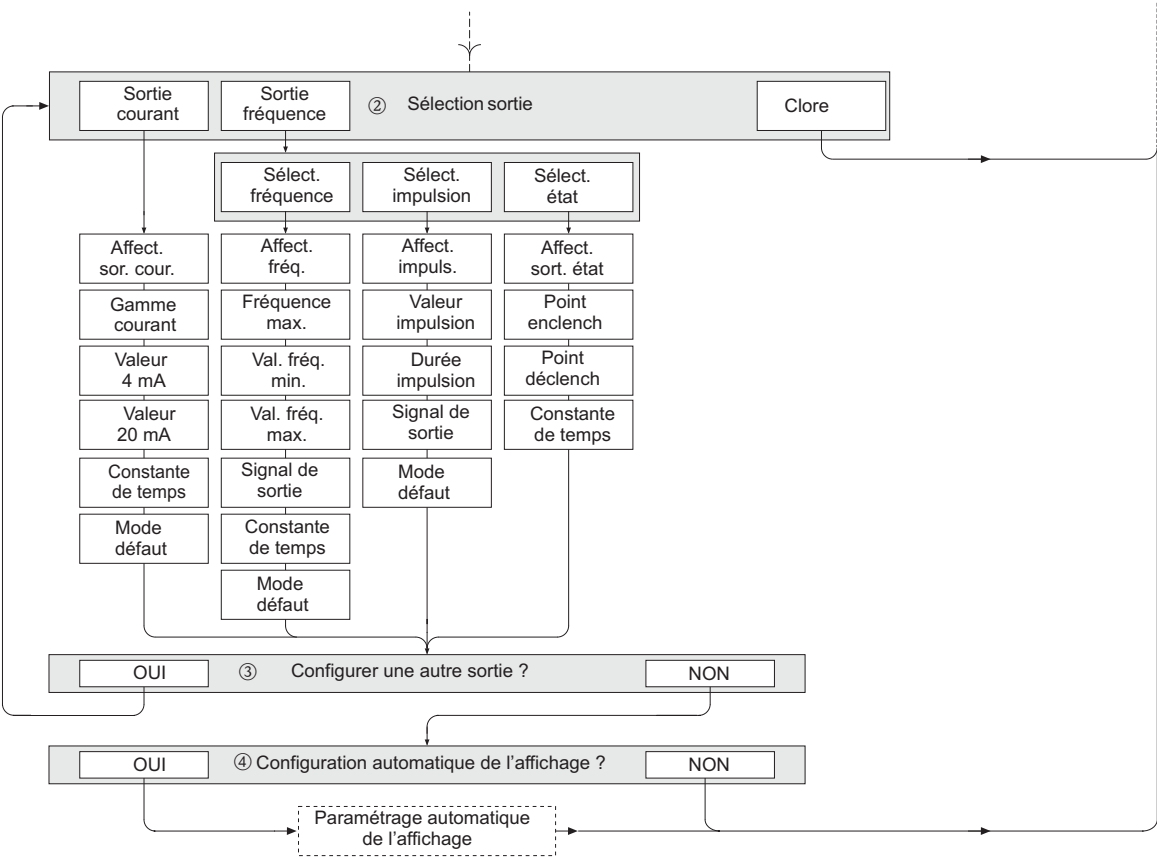 Sortie
courant
Sortie
fréquence
② Sélection sortie
Clore
Sélect.
fréquence
Sélect.
impulsion
Sélect.
état
Affect.
sor. cour.
Gamme
courant
Valeur
4 mA
Valeur
20 mA
Constante
de temps
Mode
défaut
Affect.
fréq.
Fréquence
max.
Val. fréq.
min.
Val. fréq.
max.
Signal de
sortie
Constante
de temps
Mode
défaut
Affect.
impuls.
Valeur
impulsion
Durée
impulsion
Signal de
sortie
Mode
défaut
Affect.
sort. état
Point
enclench
Point
déclench
Constante
de temps
OUI
③ Configurer une autre sortie ?
NON
OUI
④ Configuration automatique de l'affichage ?
NON
Paramétrage automatique
de l'affichage